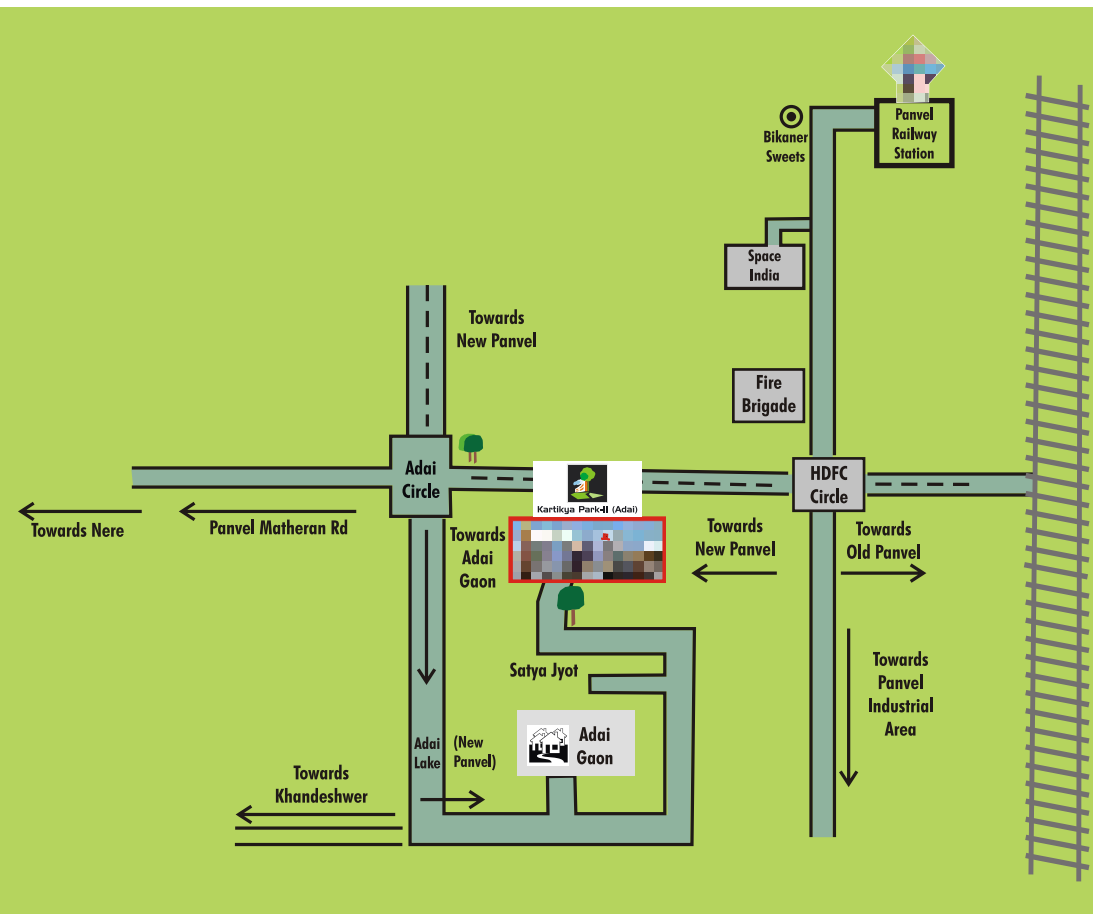 Panvel
Railway
Station
Bikaner
Sweets
Space
India
Towards
New Panvel
Fire
Brigade
Adai
Circle
HDFC
Circle
Kartikya Park-II (Adai)
Towards Nere
Panvel Matheran Rd
Towards
Adai
Gaon
Towards
New Panvel
Towards
Old Panvel
Satya Jyot
Towards
Panvel
Industrial
Area
Adai
Lake
(New
Panvel)
Adai
Gaon
Towards
Khandeshwer